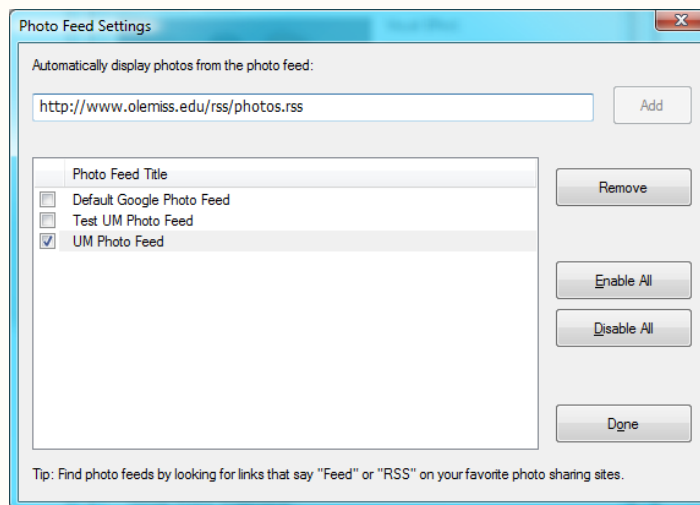 Photo Feed Settings
Automatically display photos from the photo feed:
http://www.olemiss.edu/rss/photos.rss
Add
Photo Feed Title
Default Google Photo Feed
Test UM Photo Feed
UM Photo Feed
Remove
Enable All
Disable All
Done
Tip: Find photo feeds by looking for links that say "Feed" or "RSS" on your favorite photo sharing sites.